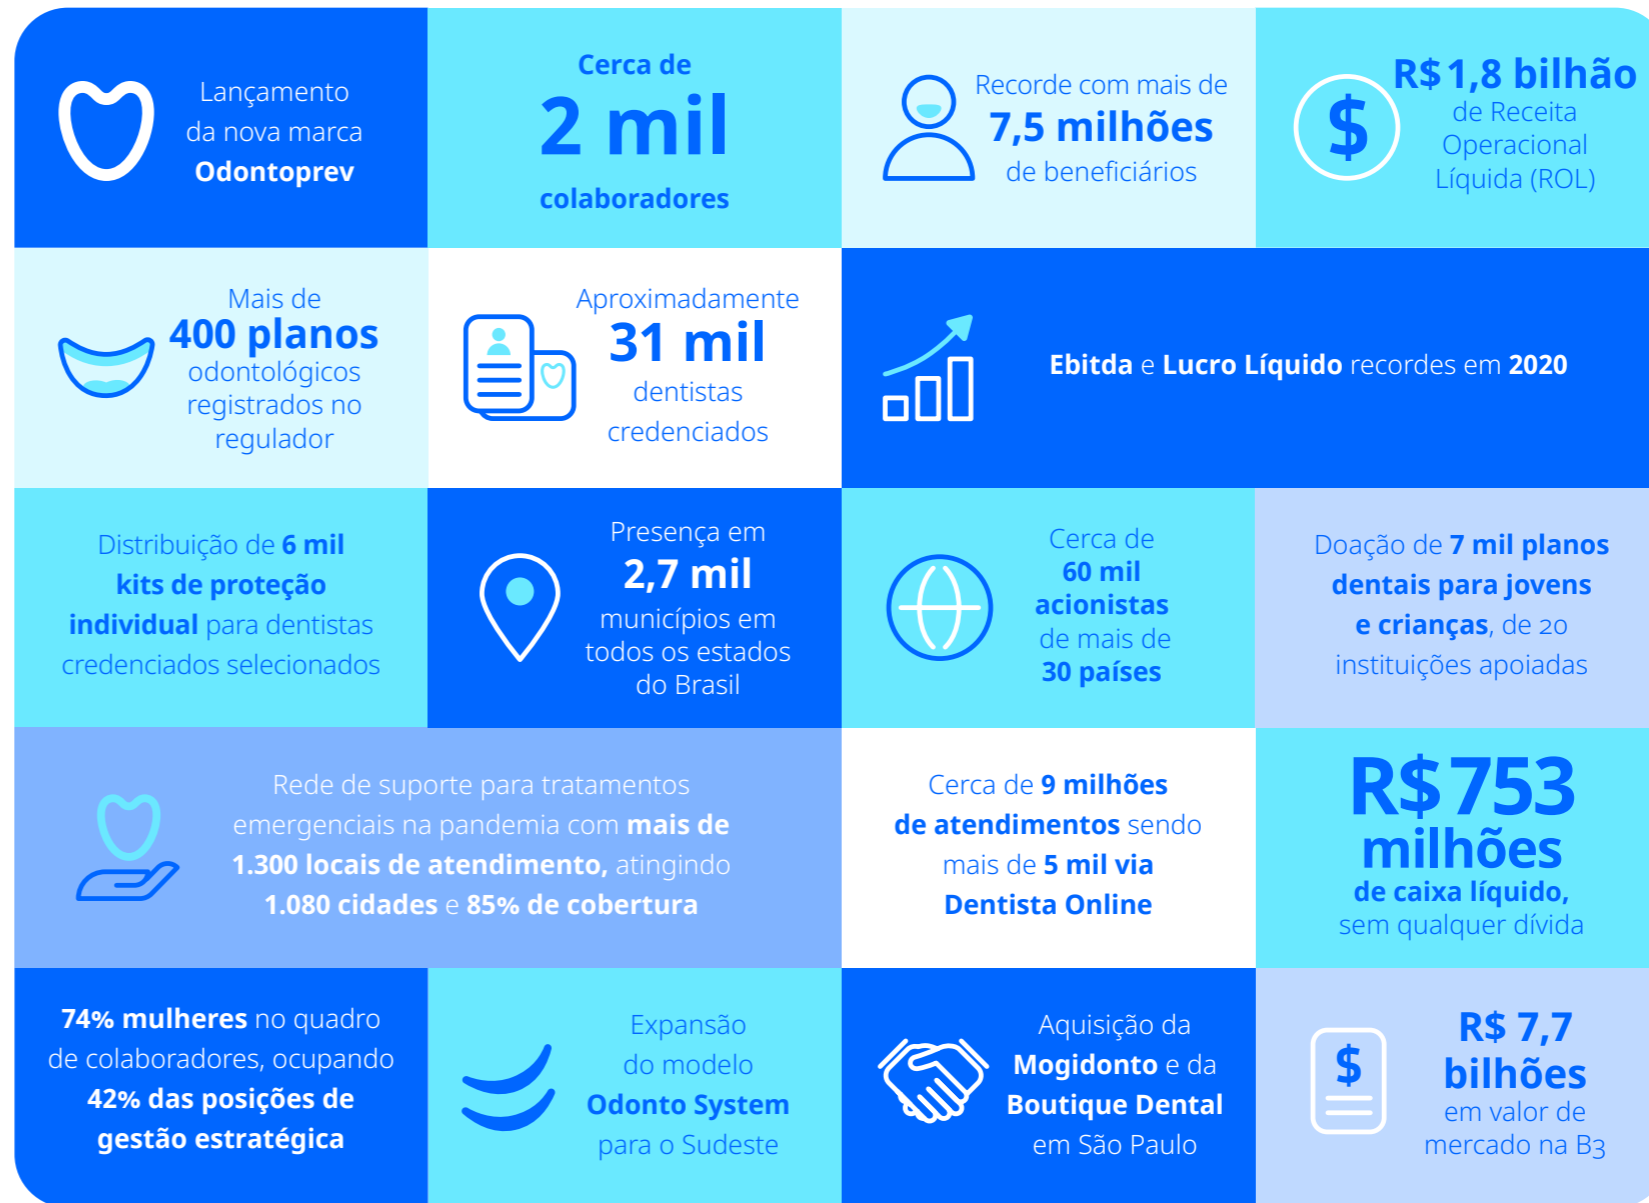 Lançamento
da nova marca
Odontoprev
Cerca de
2 mil
colaboradores
Recorde com mais de
7,5 milhões
de beneficiários
$
R$ 1,8 bilhão
de Receita
Operacional
Líquida (ROL)
Mais de
400 planos
odontológicos
registrados no
regulador
Aproximadamente
31 mil
dentistas
credenciados
Ebitda e Lucro Líquido recordes em 2020
Distribuição de 6 mil
kits de proteção
individual para dentistas
credenciados selecionados
Presença em
2,7 mil
municípios em
todos os estados
do Brasil
Cerca de
60 mil
acionistas
de mais de
30 países
Doação de 7 mil planos
dentais para jovens
e crianças, de 20
instituições apoiadas
Rede de suporte para tratamentos
emergenciais na pandemia com mais de
1.300 locais de atendimento, atingindo
1.080 cidades e 85% de cobertura
Cerca de 9 milhões
de atendimentos sendo
mais de 5 mil via
Dentista Online
R$ 753
milhões
de caixa líquido,
sem qualquer dívida
74% mulheres no quadro
de colaboradores, ocupando
42% das posições de
gestão estratégica
Expansão
do modelo
Odonto System
para o Sudeste
Aquisição da
Mogidonto e da
Boutique Dental
em São Paulo
$
R$ 7,7
bilhões
em valor de
mercado na B3